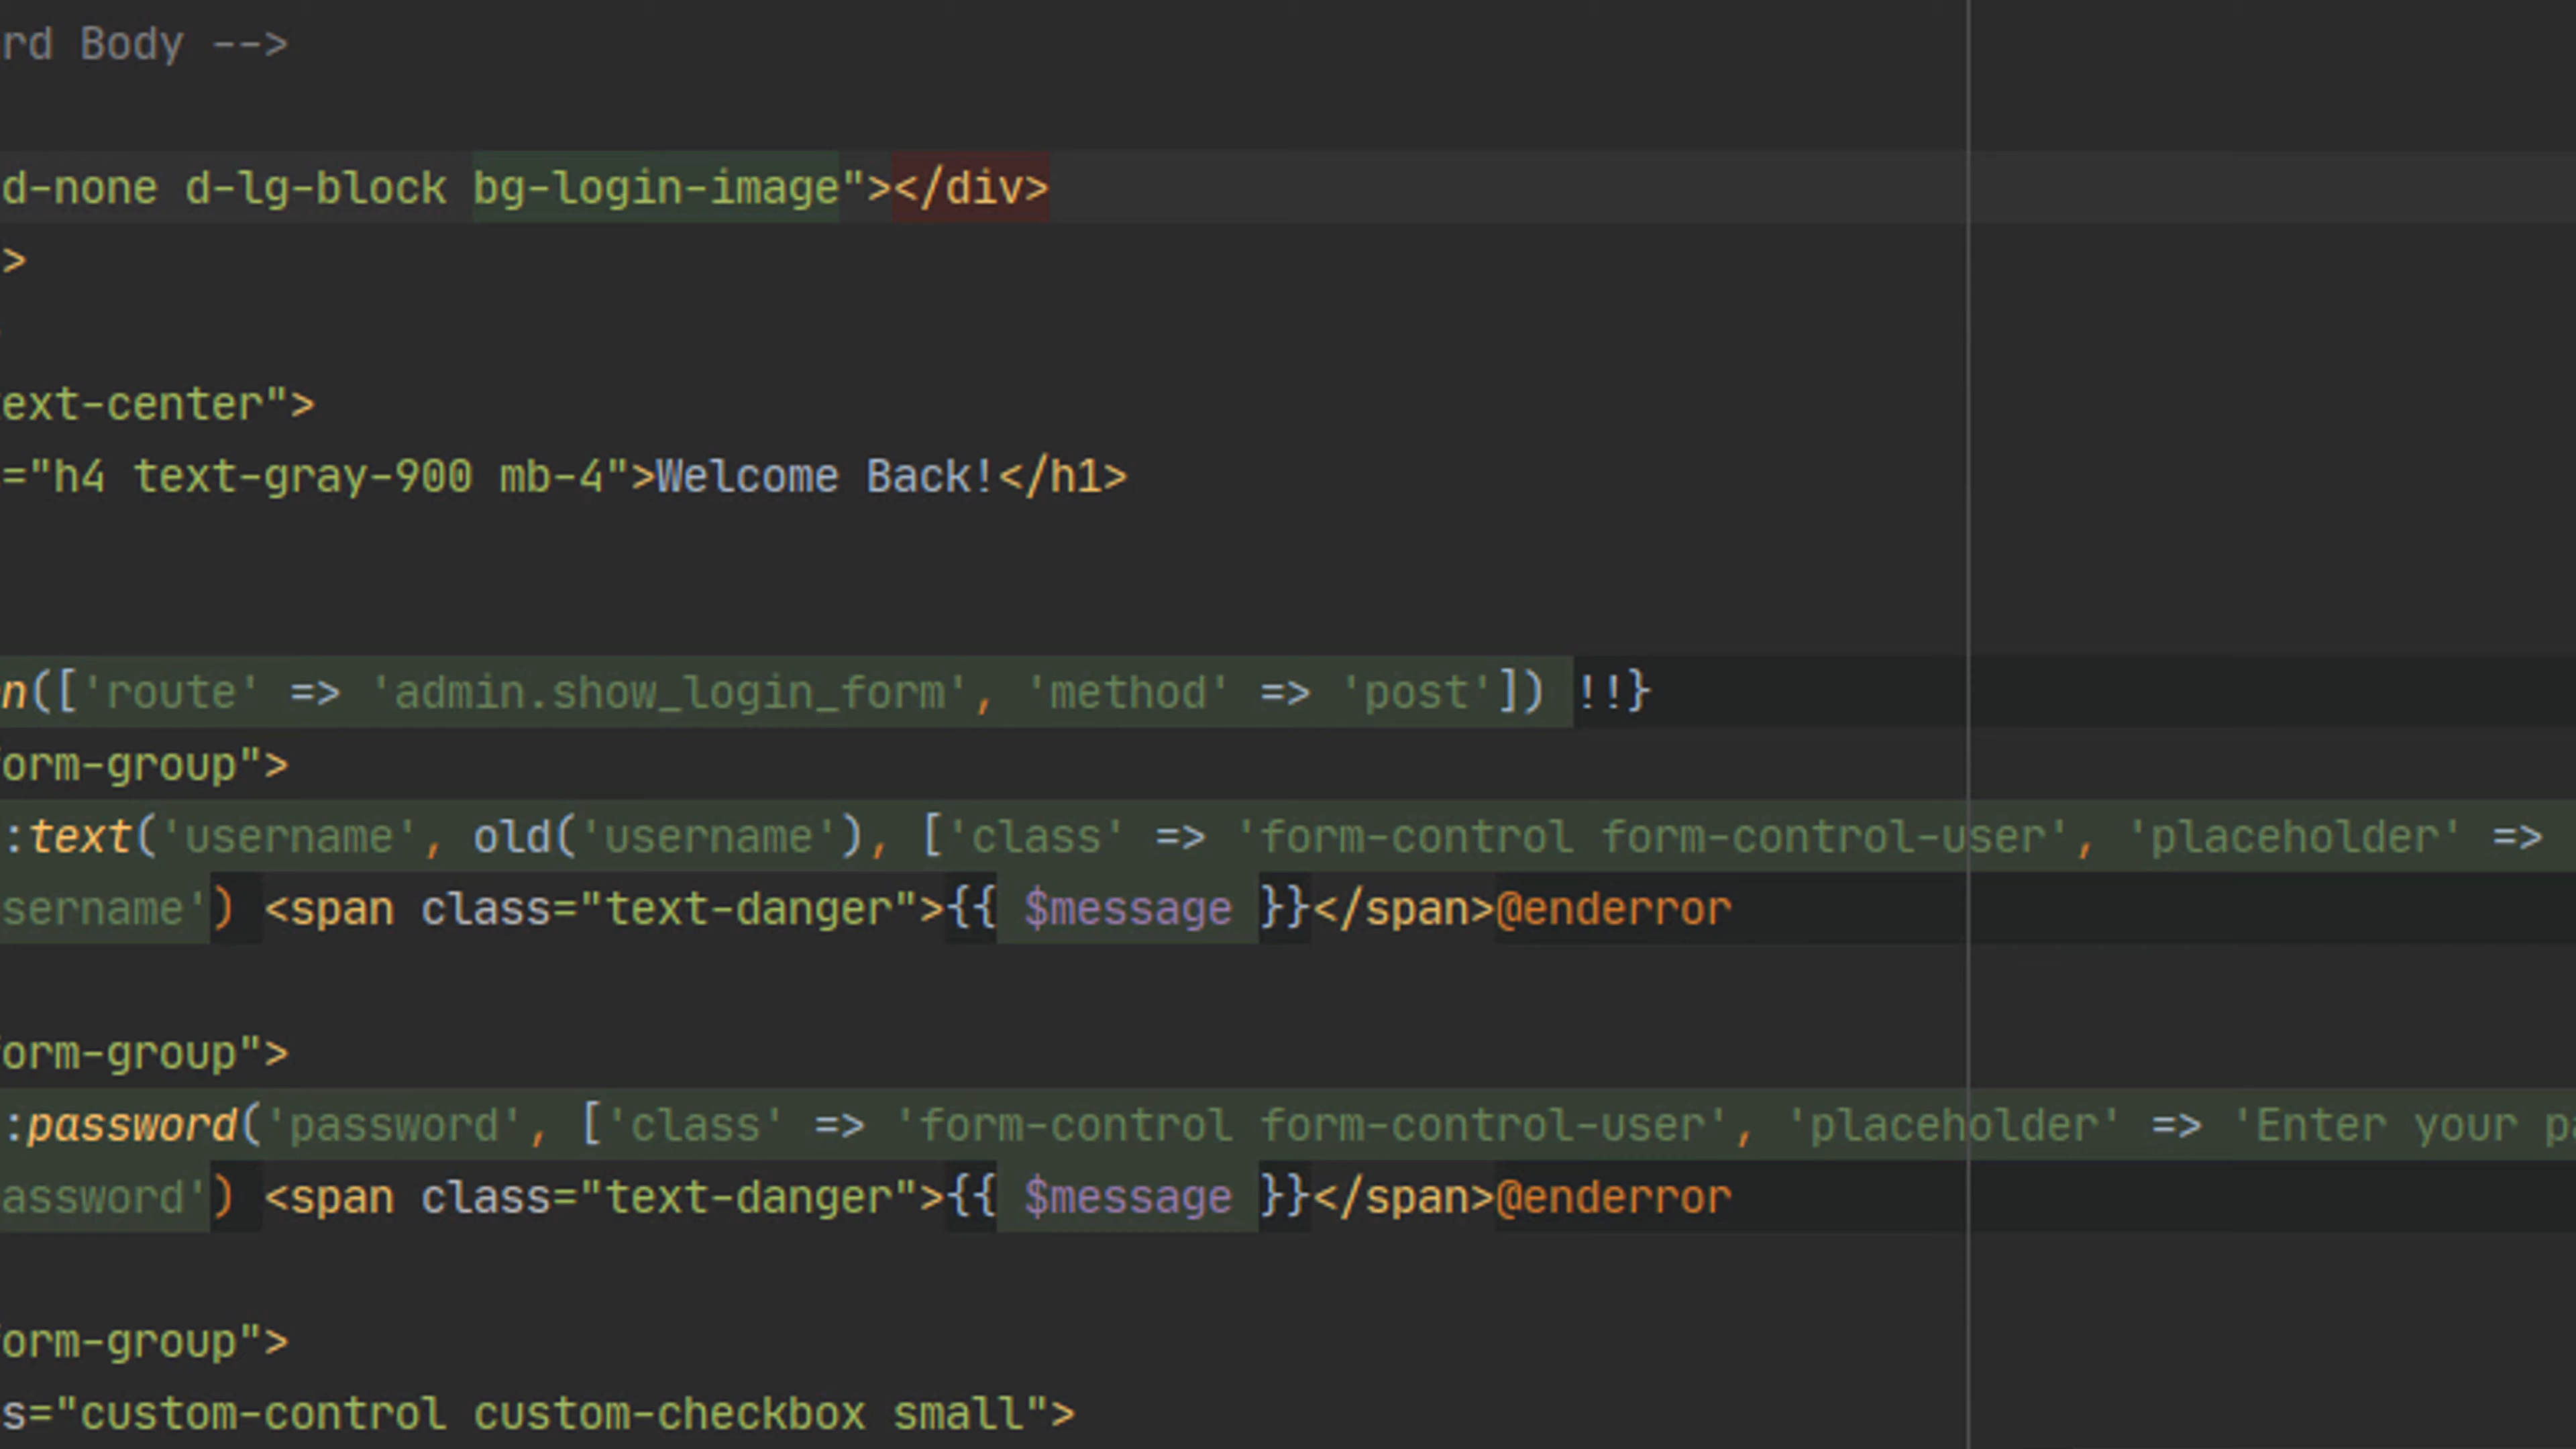 rd Body -->
d-none d-lg-block bg-login-image"></div>
>
ext-center">
="h4 text-gray-900 mb-4">Welcome Back!</h1>
n(['route' => 'admin.show_login_form', 'method' => 'post']) !!}
orm-group">
:text('username', old('username'), ['class' => 'form-control form-control-user', 'placeholder' =>
sername') <span class="text-danger">{{ $message }}</span>@enderror
orm-group">
:password('password', ['class' => 'form-control form-control-user', 'placeholder' => 'Enter your pa
assword') <span class="text-danger">{{ $message }}</span>@enderror
orm-group">
s="custom-control custom-checkbox small">